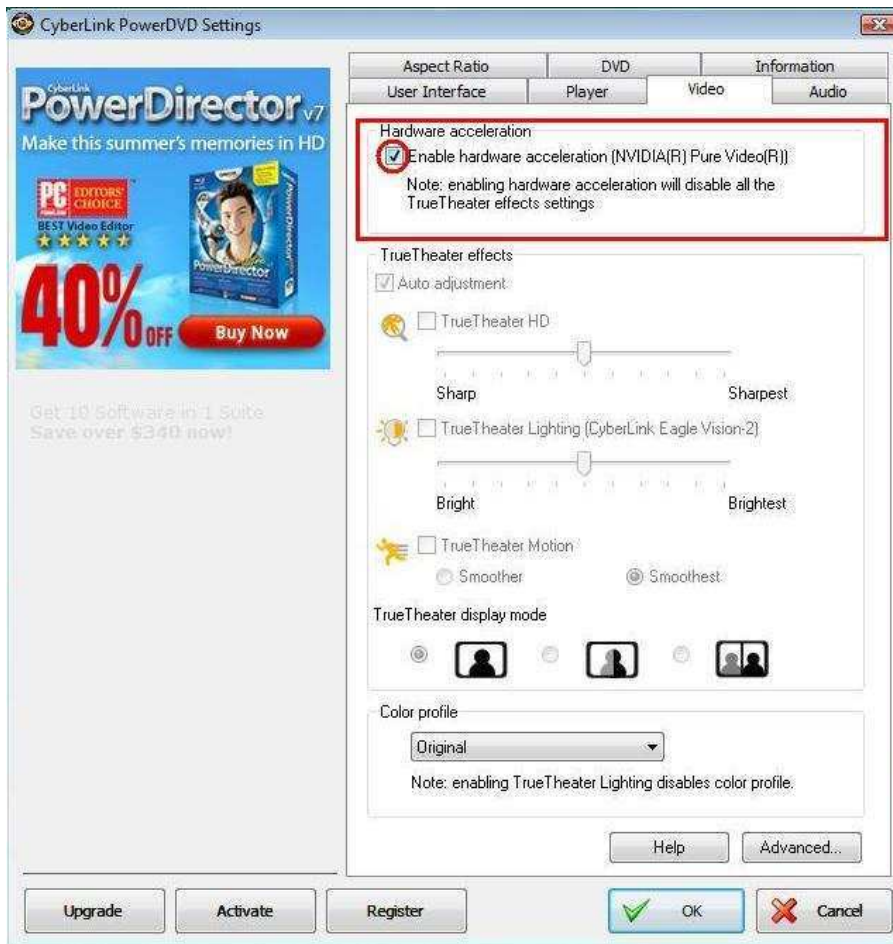 CyberLink PowerDVD Settings
CyberLink
PowerDirector v7
Make this summer's memories in HD
PC EDITORS' CHOICE
BEST Video Editor
PowerDirector
40% OFF
Buy Now
Get 10 Software in 1 Suite
Save over $340 now!
Aspect Ratio
DVD
Information
User Interface
Player
Video
Audio
Hardware acceleration
Enable hardware acceleration (NVIDIA(R) Pure Video(R))
Note: enabling hardware acceleration will disable all the
TrueTheater effects settings
TrueTheater effects
Auto adjustment
TrueTheater HD
Sharp
Sharpest
TrueTheater Lighting (CyberLink Eagle Vision-2)
Bright
Brightest
TrueTheater Motion
Smoother
Smoothest
TrueTheater display mode
Color profile
Original
Note: enabling TrueTheater Lighting disables color profile.
Help
Advanced...
Upgrade
Activate
Register
OK
Cancel